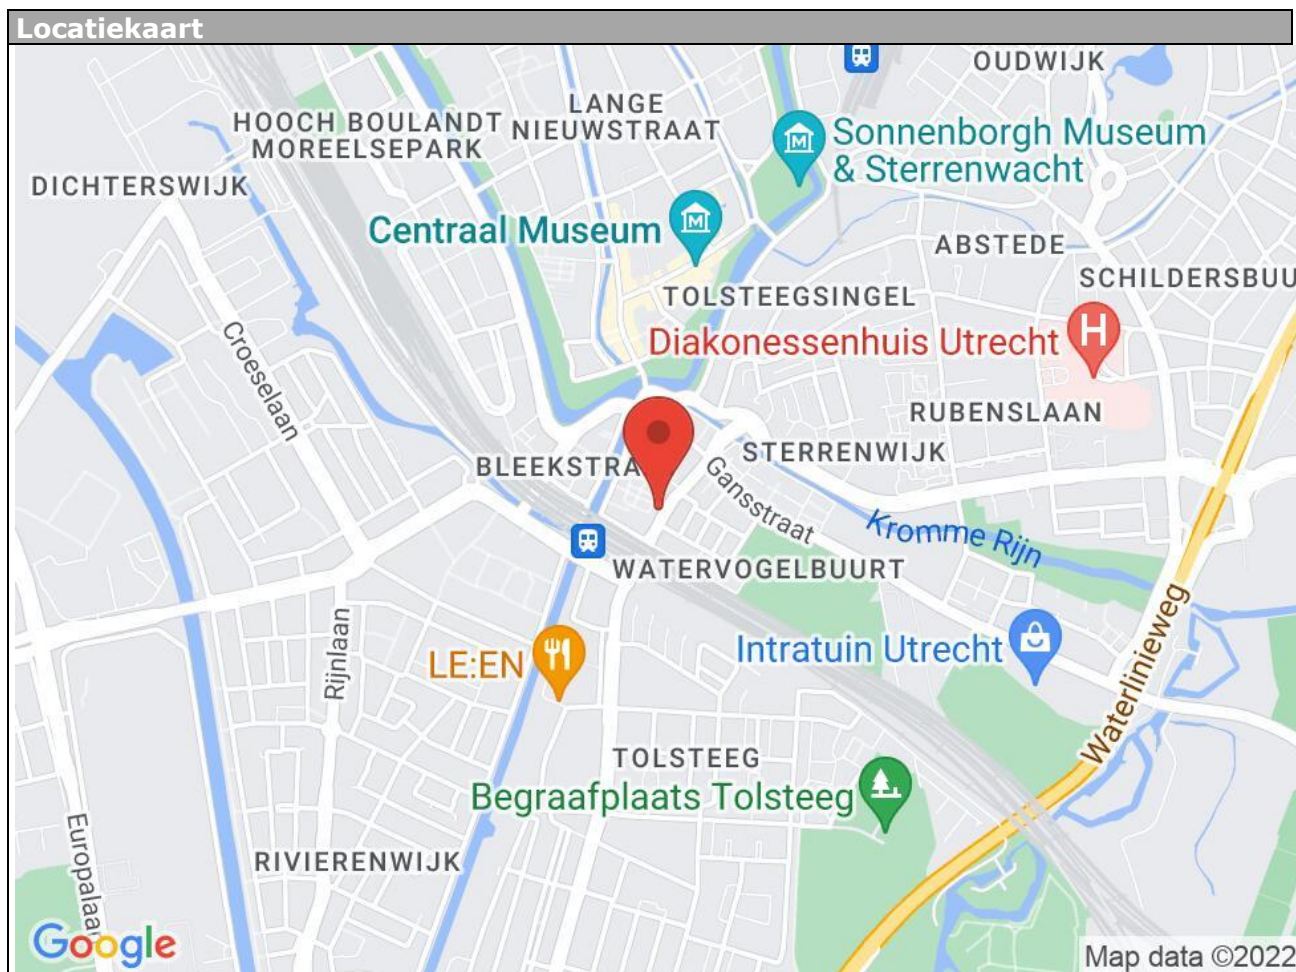 Locatiekaart
OUDWIJK
LANGE
NIEUWSTRAAT
HOOCH BOULANDT
MOREELSEPARK
Sonnenborgh Museum
& Sterrenwacht
DICHTERSWIJK
Centraal Museum
ABSTEDE
SCHILDERSBUU
TOLSTEEGSINGEL
Diakonessenhuis Utrecht
H
Croeselaan
RUBENSLAAN
STERRENWIJK
BLEEKSTRA
Gansstraat
Kromme Rijn
WATERVOGELBUURT
Rijnlaan
LE:EN
Intratuin Utrecht
Waterlinieweg
TOLSTEEG
Begraafplaats Tolsteeg
Europalaan
RIVIERENWIJK
Google
Map data ©2022